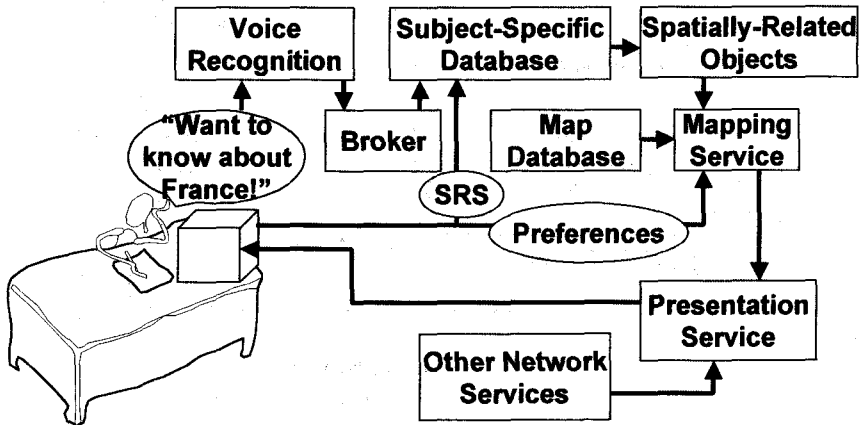 Voice
Recognition
Subject-Specific
Database
Spatially-Related
Objects
"Want to
know about
France!"
Broker
Map
Database
Mapping
Service
SRS
Preferences
Presentation
Service
Other Network
Services